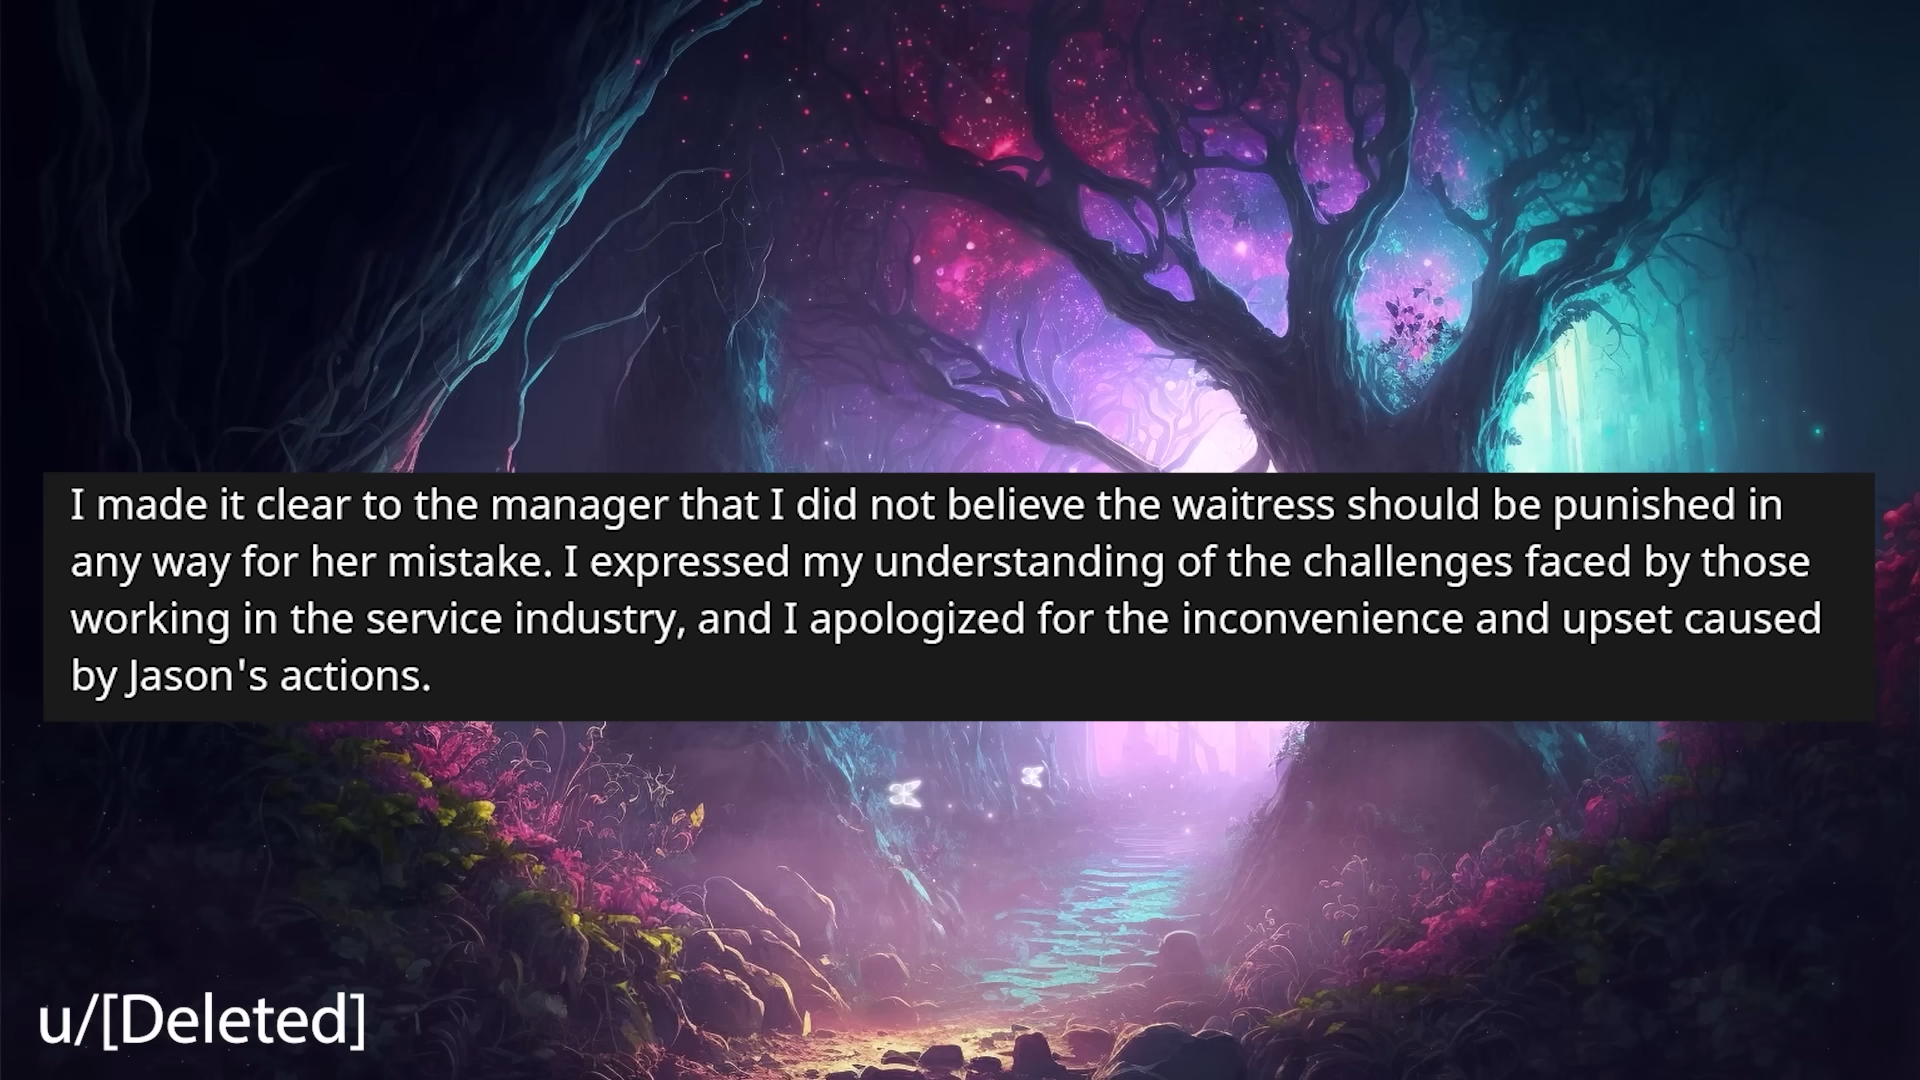 I made it clear to the manager that I did not believe the waitress should be punished in
any way for her mistake. I expressed my understanding of the challenges faced by those
working in the service industry, and I apologized for the inconvenience and upset caused
by Jason's actions.
u/[Deleted]